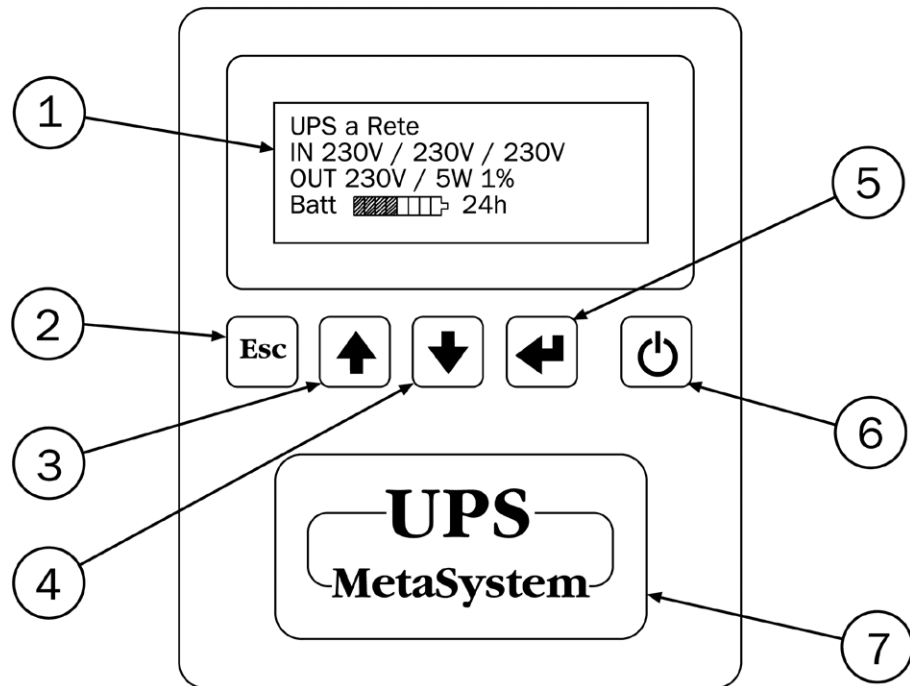 1
UPS a Rete
IN 230V / 230V / 230V
OUT 230V / 5W 1%
Batt 24h
5
2
Esc
3
6
4
UPS
MetaSystem
7